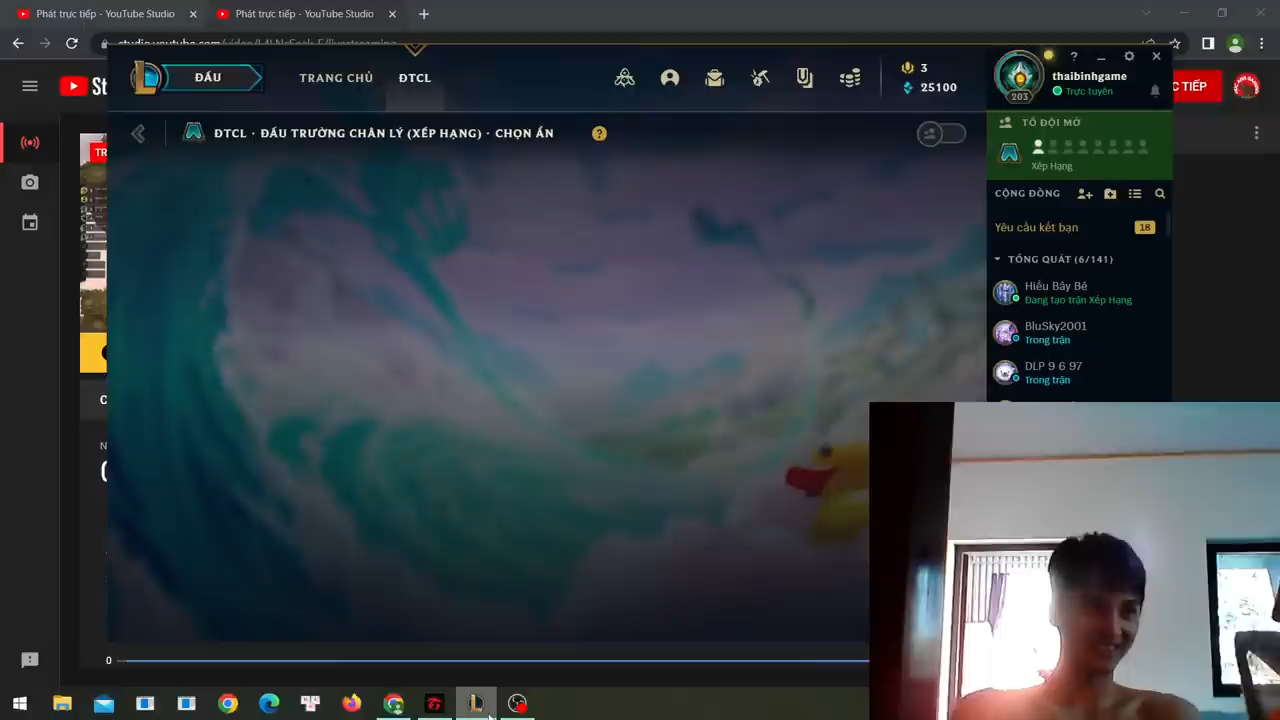 Phát trực tiếp - YouTube Studio
Phát trực tiếp - YouTube Studio
ĐẤU
TRANG CHỦ
ĐTCL
3
25100
203
thaibinhgame
Trực tuyến
ĐTCL · ĐẤU TRƯỜNG CHÂN LÝ (XẾP HẠNG) · CHỌN ẨN
?
TỔ ĐỘI MỞ
Xếp Hạng
CỘNG ĐỒNG
Yêu cầu kết bạn
18
TỔNG QUÁT (6/141)
Hiếu Bây Bê
Đang tạo trận Xếp Hạng
BluSky2001
Trong trận
DLP 9 6 97
Trong trận
0